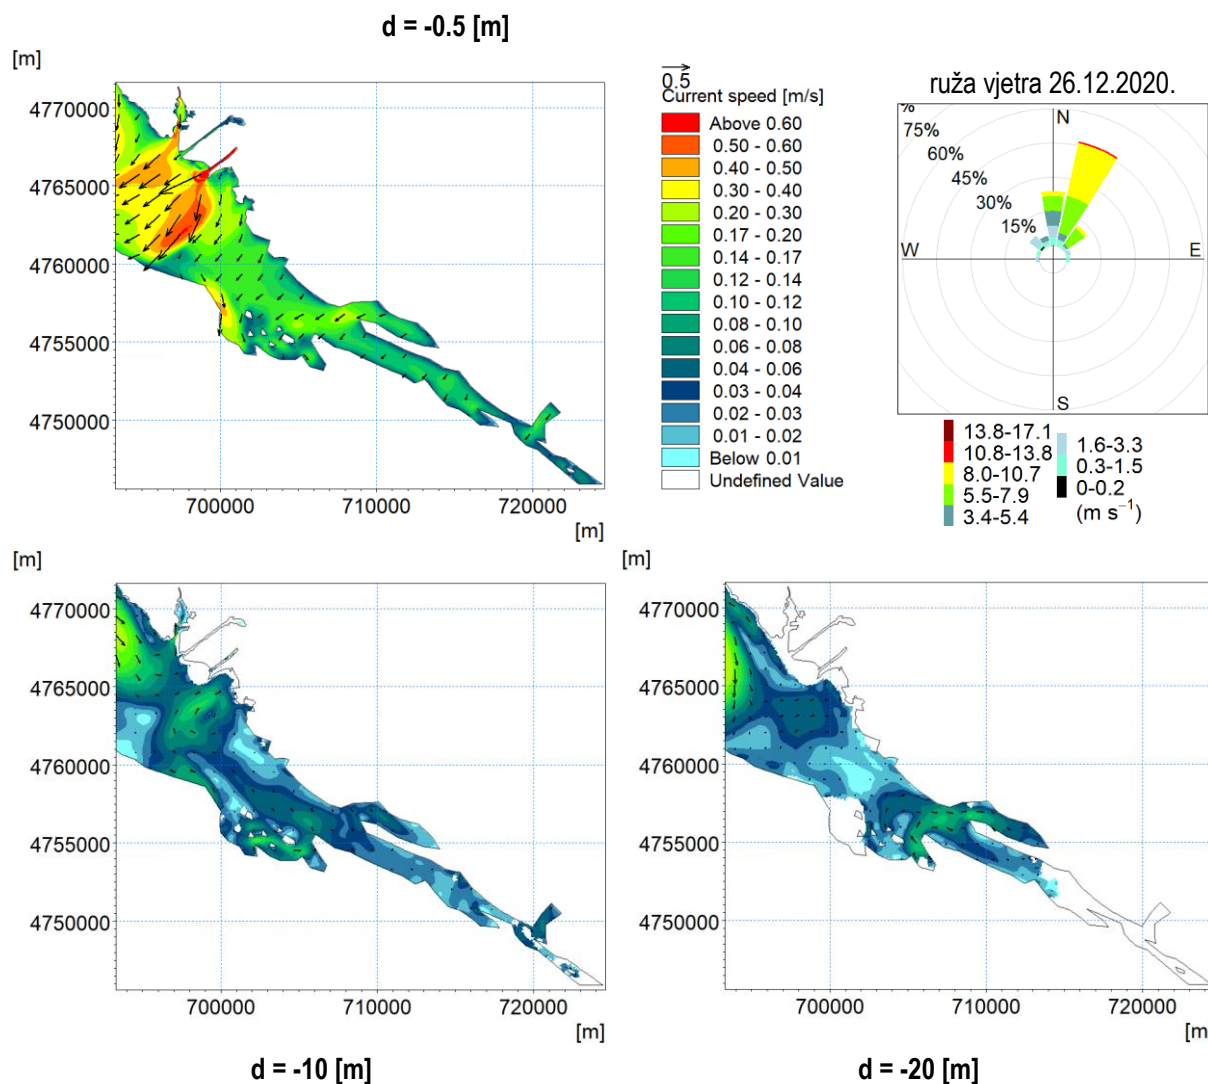 d = -0.5 [m]
[m]
4770000
4765000
4760000
4755000
4750000
700000
710000
720000
[m]
0.5
Current speed [m/s]
Above 0.60
0.50 - 0.60
0.40 - 0.50
0.30 - 0.40
0.20 - 0.30
0.17 - 0.20
0.14 - 0.17
0.12 - 0.14
0.10 - 0.12
0.08 - 0.10
0.06 - 0.08
0.04 - 0.06
0.03 - 0.04
0.02 - 0.03
0.01 - 0.02
Below 0.01
Undefined Value
ruža vjetra 26.12.2020.
%
75%
60%
45%
30%
15%
N
W
E
S
13.8-17.1
10.8-13.8
8.0-10.7
5.5-7.9
3.4-5.4
1.6-3.3
0.3-1.5
0-0.2
(m s⁻¹)
[m]
4770000
4765000
4760000
4755000
4750000
700000
710000
720000
[m]
d = -10 [m]
[m]
4770000
4765000
4760000
4755000
4750000
700000
710000
720000
[m]
d = -20 [m]